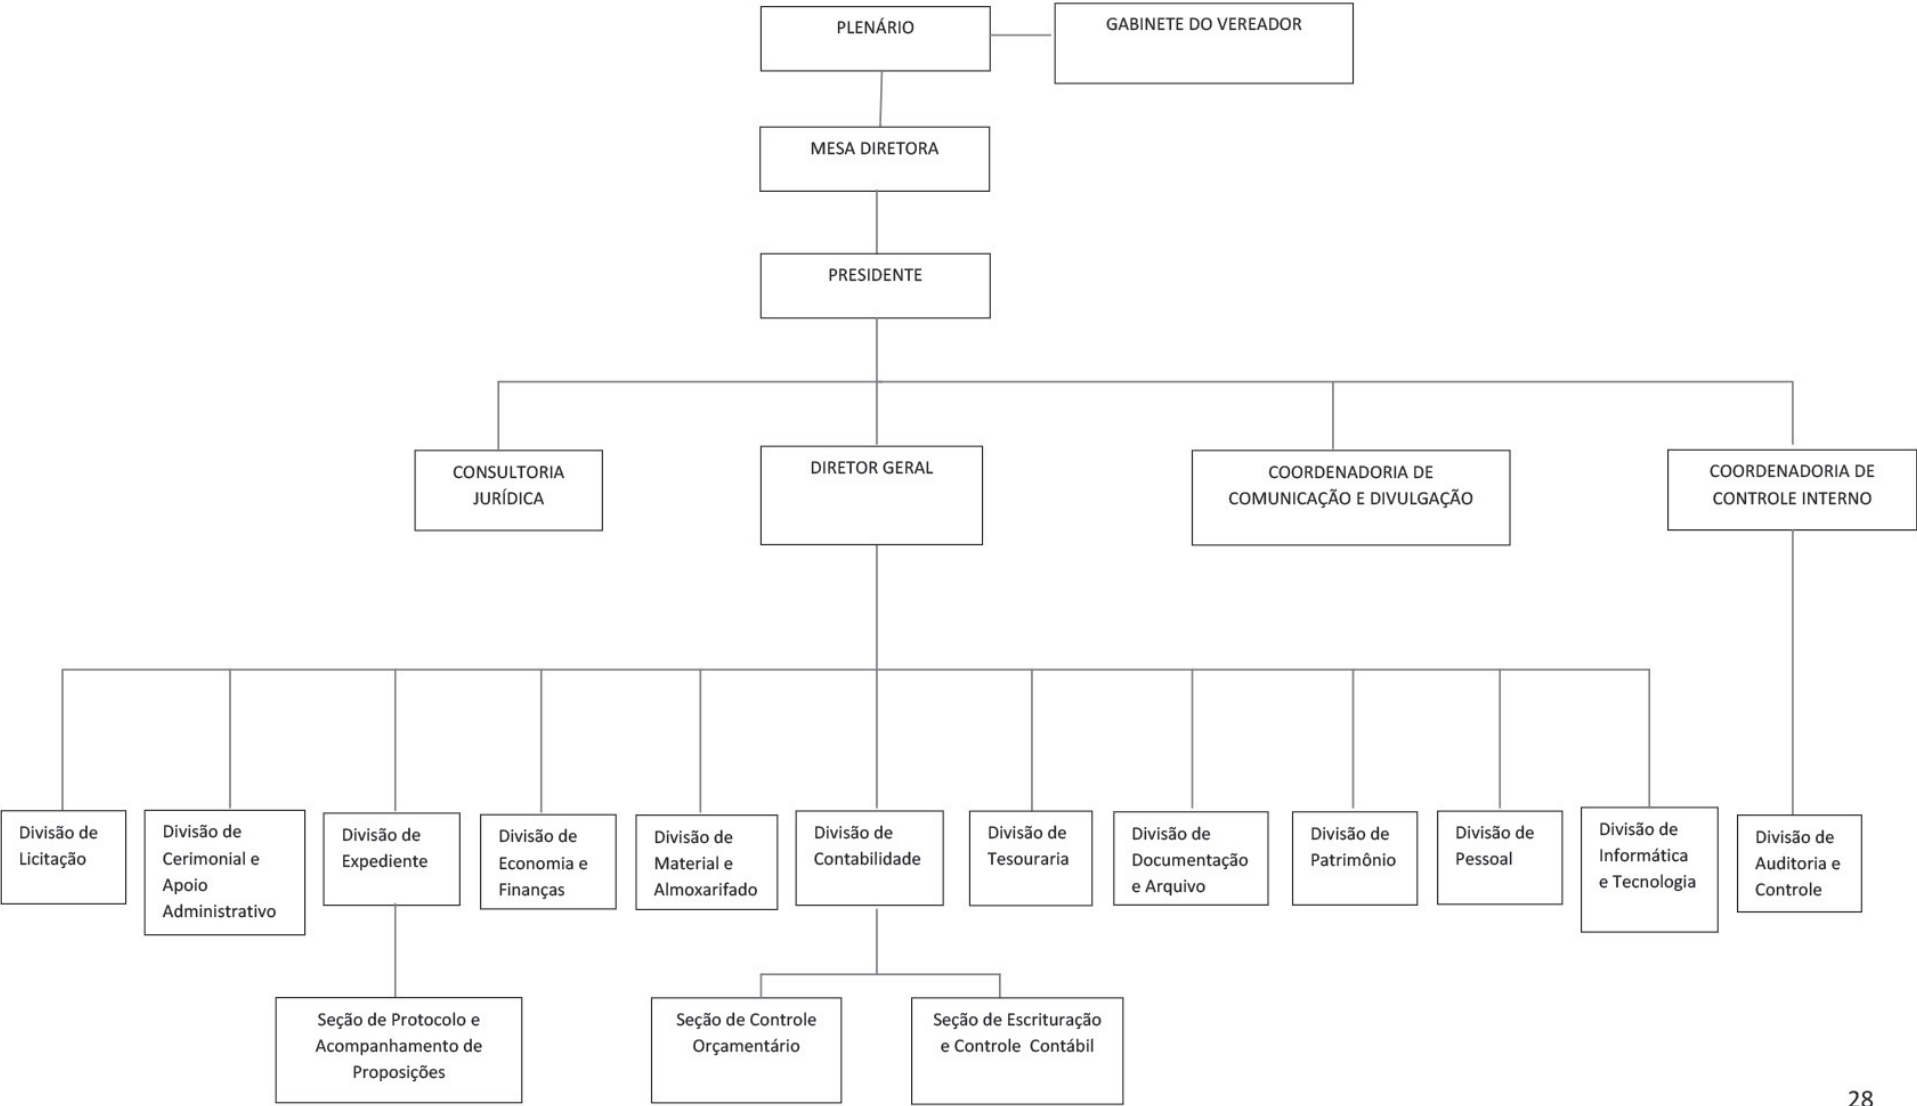 PLENÁRIO
GABINETE DO VEREADOR
MESA DIRETORA
PRESIDENTE
CONSULTORIA
JURÍDICA
DIRETOR GERAL
COORDENADORIA DE
COMUNICAÇÃO E DIVULGAÇÃO
COORDENADORIA DE
CONTROLE INTERNO
Divisão de
Licitação
Divisão de
Cerimonial e
Apoio
Administrativo
Divisão de
Expediente
Divisão de
Economia e
Finanças
Divisão de
Material e
Almoxarifado
Divisão de
Contabilidade
Divisão de
Tesouraria
Divisão de
Documentação
e Arquivo
Divisão de
Patrimônio
Divisão de
Pessoal
Divisão de
Informática
e Tecnologia
Divisão de
Auditoria e
Controle
Seção de Protocolo e
Acompanhamento de
Proposições
Seção de Controle
Orçamentário
Seção de Escrituração
e Controle Contábil
28